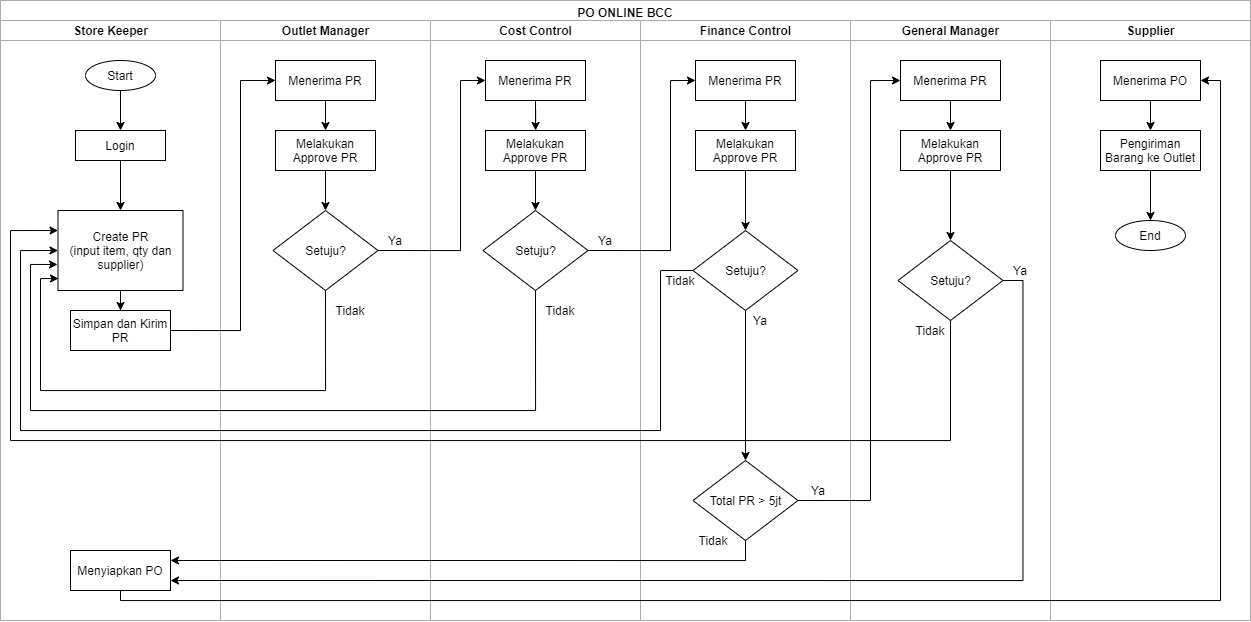 PO ONLINE BCC
Store Keeper
Outlet Manager
Cost Control
Finance Control
General Manager
Supplier
Start
Login
Create PR
(input item, qty dan
supplier)
Simpan dan Kirim
PR
Menyiapkan PO
Menerima PR
Melakukan
Approve PR
Setuju?
Ya
Tidak
Menerima PR
Melakukan
Approve PR
Setuju?
Ya
Tidak
Menerima PR
Melakukan
Approve PR
Setuju?
Tidak
Ya
Total PR > 5jt
Ya
Tidak
Menerima PR
Melakukan
Approve PR
Setuju?
Ya
Tidak
Menerima PO
Pengiriman
Barang ke Outlet
End